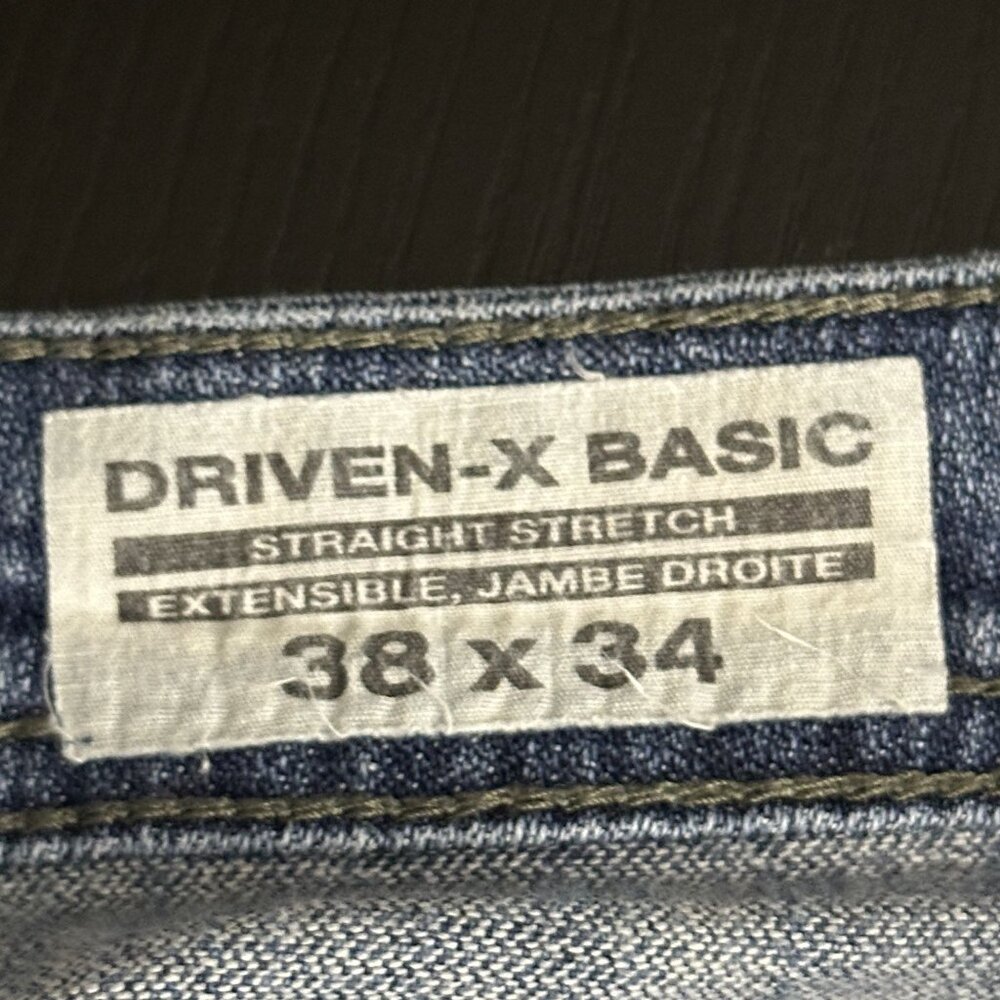 DRIVEN-X BASIC
STRAIGHT STRETCH
EXTENSIBLE, JAMBE DROITE
38 x 34